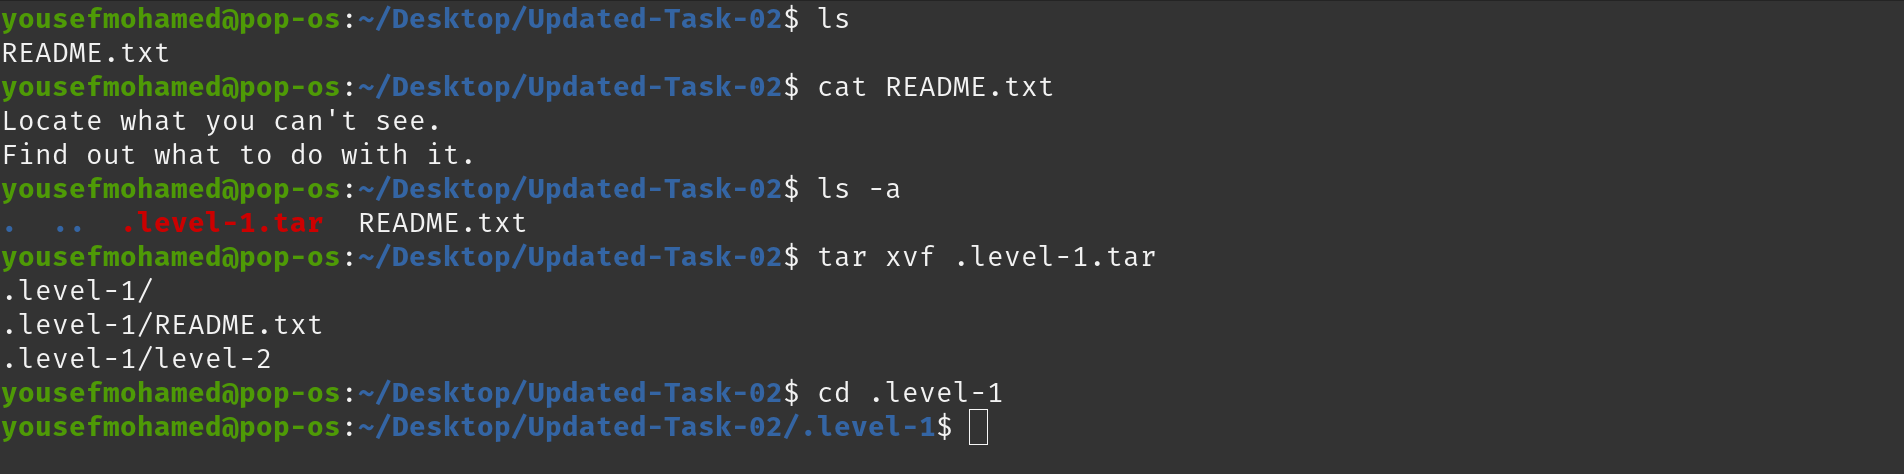 yousefmohamed@pop-os:~/Desktop/Updated-Task-02$ ls
README.txt
yousefmohamed@pop-os:~/Desktop/Updated-Task-02$ cat README.txt
Locate what you can't see.
Find out what to do with it.
yousefmohamed@pop-os:~/Desktop/Updated-Task-02$ ls -a
.  ..  .level-1.tar  README.txt
yousefmohamed@pop-os:~/Desktop/Updated-Task-02$ tar xvf .level-1.tar
.level-1/
.level-1/README.txt
.level-1/level-2
yousefmohamed@pop-os:~/Desktop/Updated-Task-02$ cd .level-1
yousefmohamed@pop-os:~/Desktop/Updated-Task-02/.level-1$